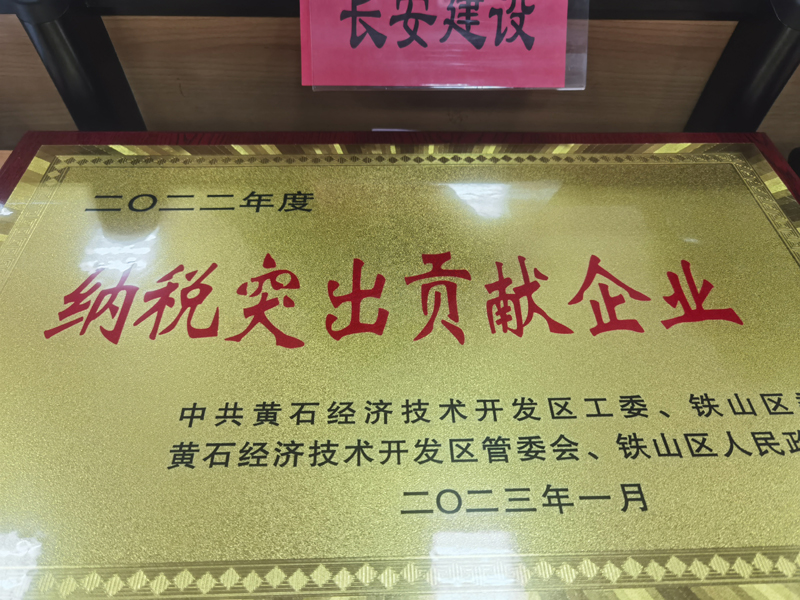 长安建设
二〇二二年度
纳税突出贡献企业
中共黄石经济技术开发区工委、铁山区
黄石经济技术开发区管委会、铁山区人民政
二〇二三年一月